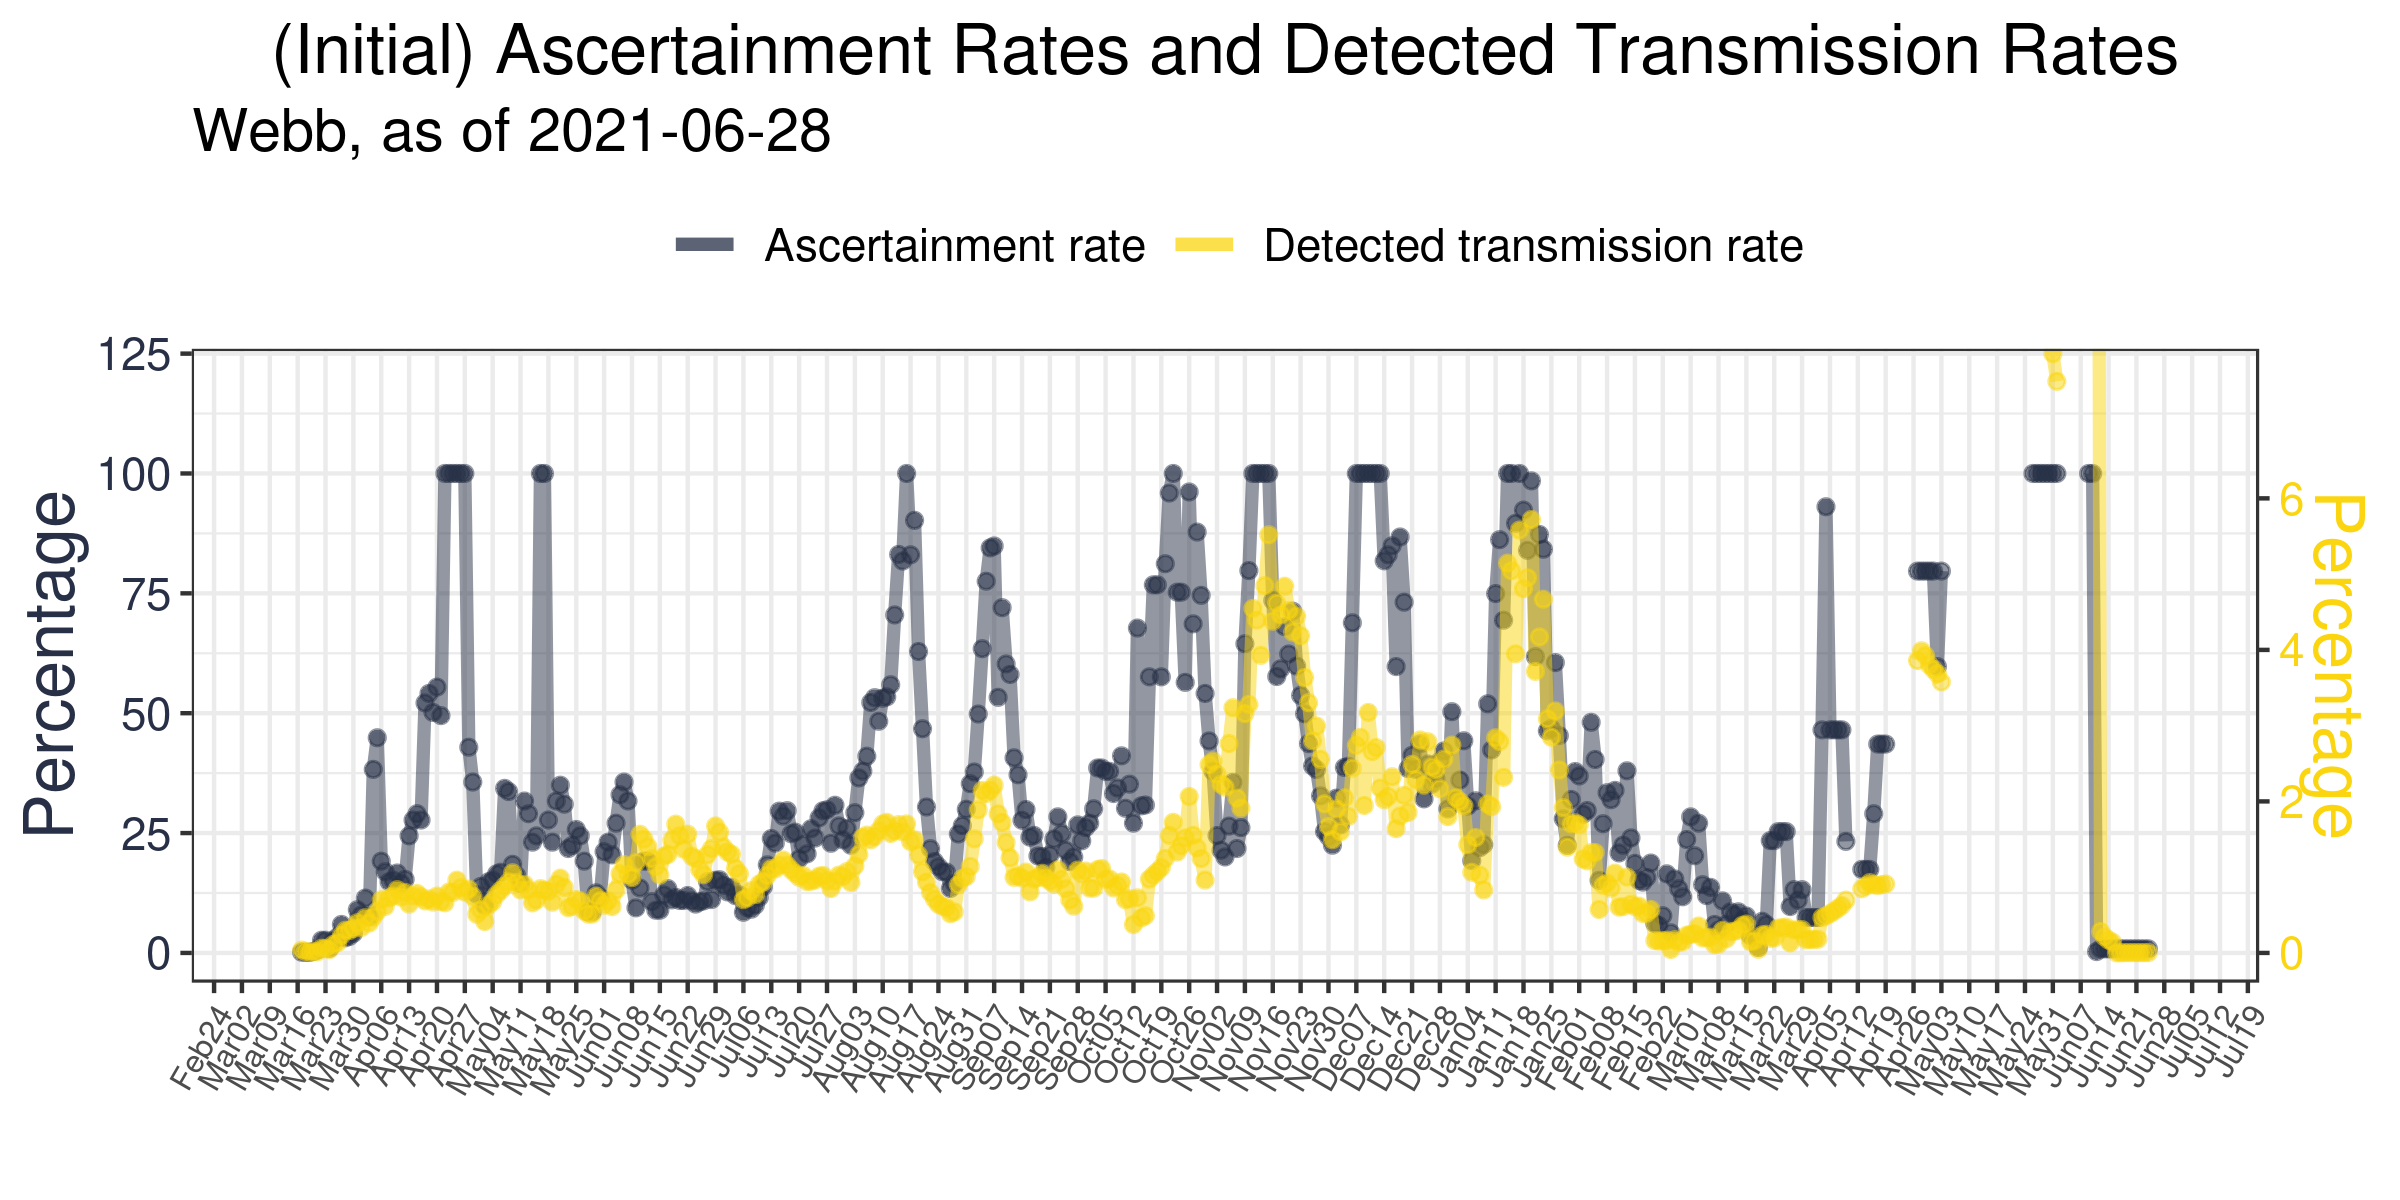 (Initial) Ascertainment Rates and Detected Transmission Rates
Webb, as of 2021-06-28
Ascertainment rate
Detected transmission rate
Percentage
125
100
75
50
25
0
6
4
2
0
Percentage
Feb24
Mar02
Mar09
Mar16
Mar23
Mar30
Apr06
Apr13
Apr20
Apr27
May04
May11
May18
May25
Jun01
Jun08
Jun15
Jun22
Jun29
Jul06
Jul13
Jul20
Jul27
Aug03
Aug10
Aug17
Aug24
Aug31
Sep07
Sep14
Sep21
Sep28
Oct05
Oct12
Oct19
Oct26
Nov02
Nov09
Nov16
Nov23
Nov30
Dec07
Dec14
Dec21
Dec28
Jan04
Jan11
Jan18
Jan25
Feb01
Feb08
Feb15
Feb22
Mar01
Mar08
Mar15
Mar22
Mar29
Apr05
Apr12
Apr19
Apr26
May03
May10
May17
May24
May31
Jun07
Jun14
Jun21
Jun28
Jul05
Jul12
Jul19